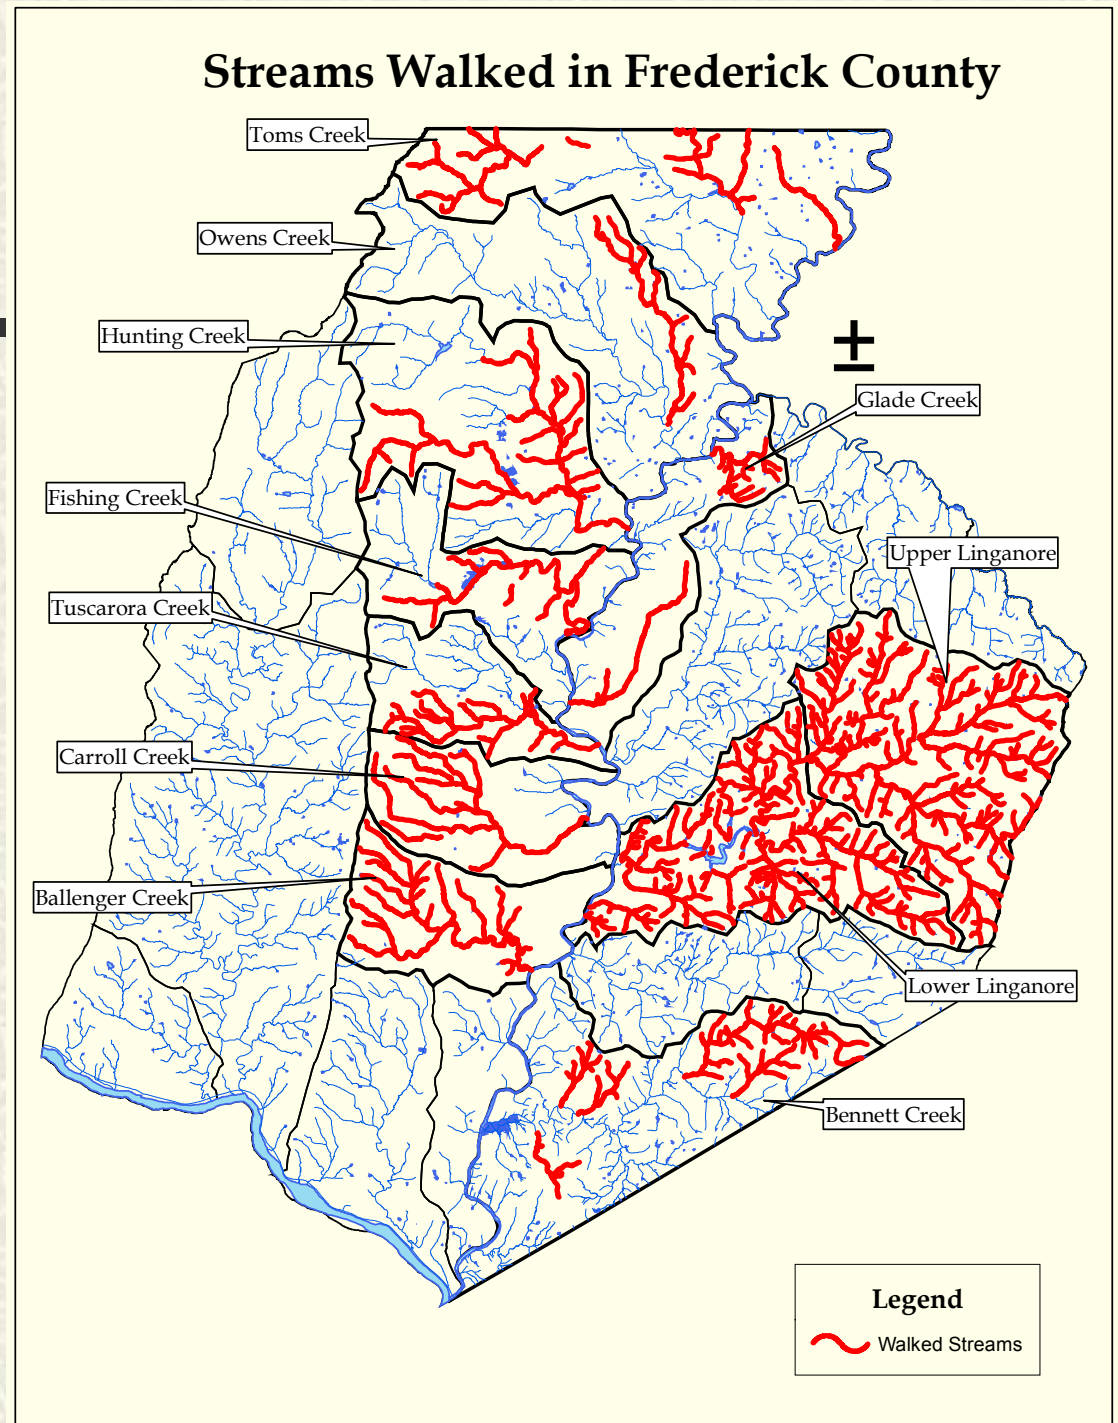 Streams Walked in Frederick County
Toms Creek
Owens Creek
Hunting Creek
±
Glade Creek
Fishing Creek
Upper Linganore
Tuscarora Creek
Carroll Creek
Ballenger Creek
Lower Linganore
Bennett Creek
Legend
Walked Streams